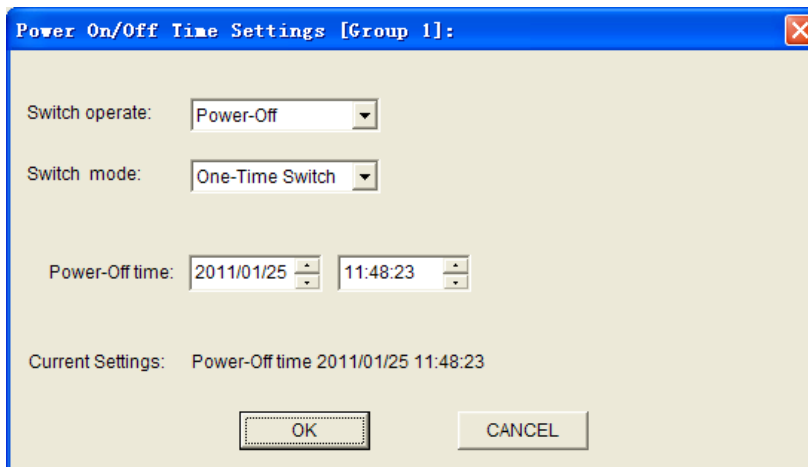 Power On/Off Time Settings [Group 1]:
Switch operate: Power-Off
Switch mode: One-Time Switch
Power-Off time: 2011/01/25 11:48:23
Current Settings: Power-Off time 2011/01/25 11:48:23
OK CANCEL